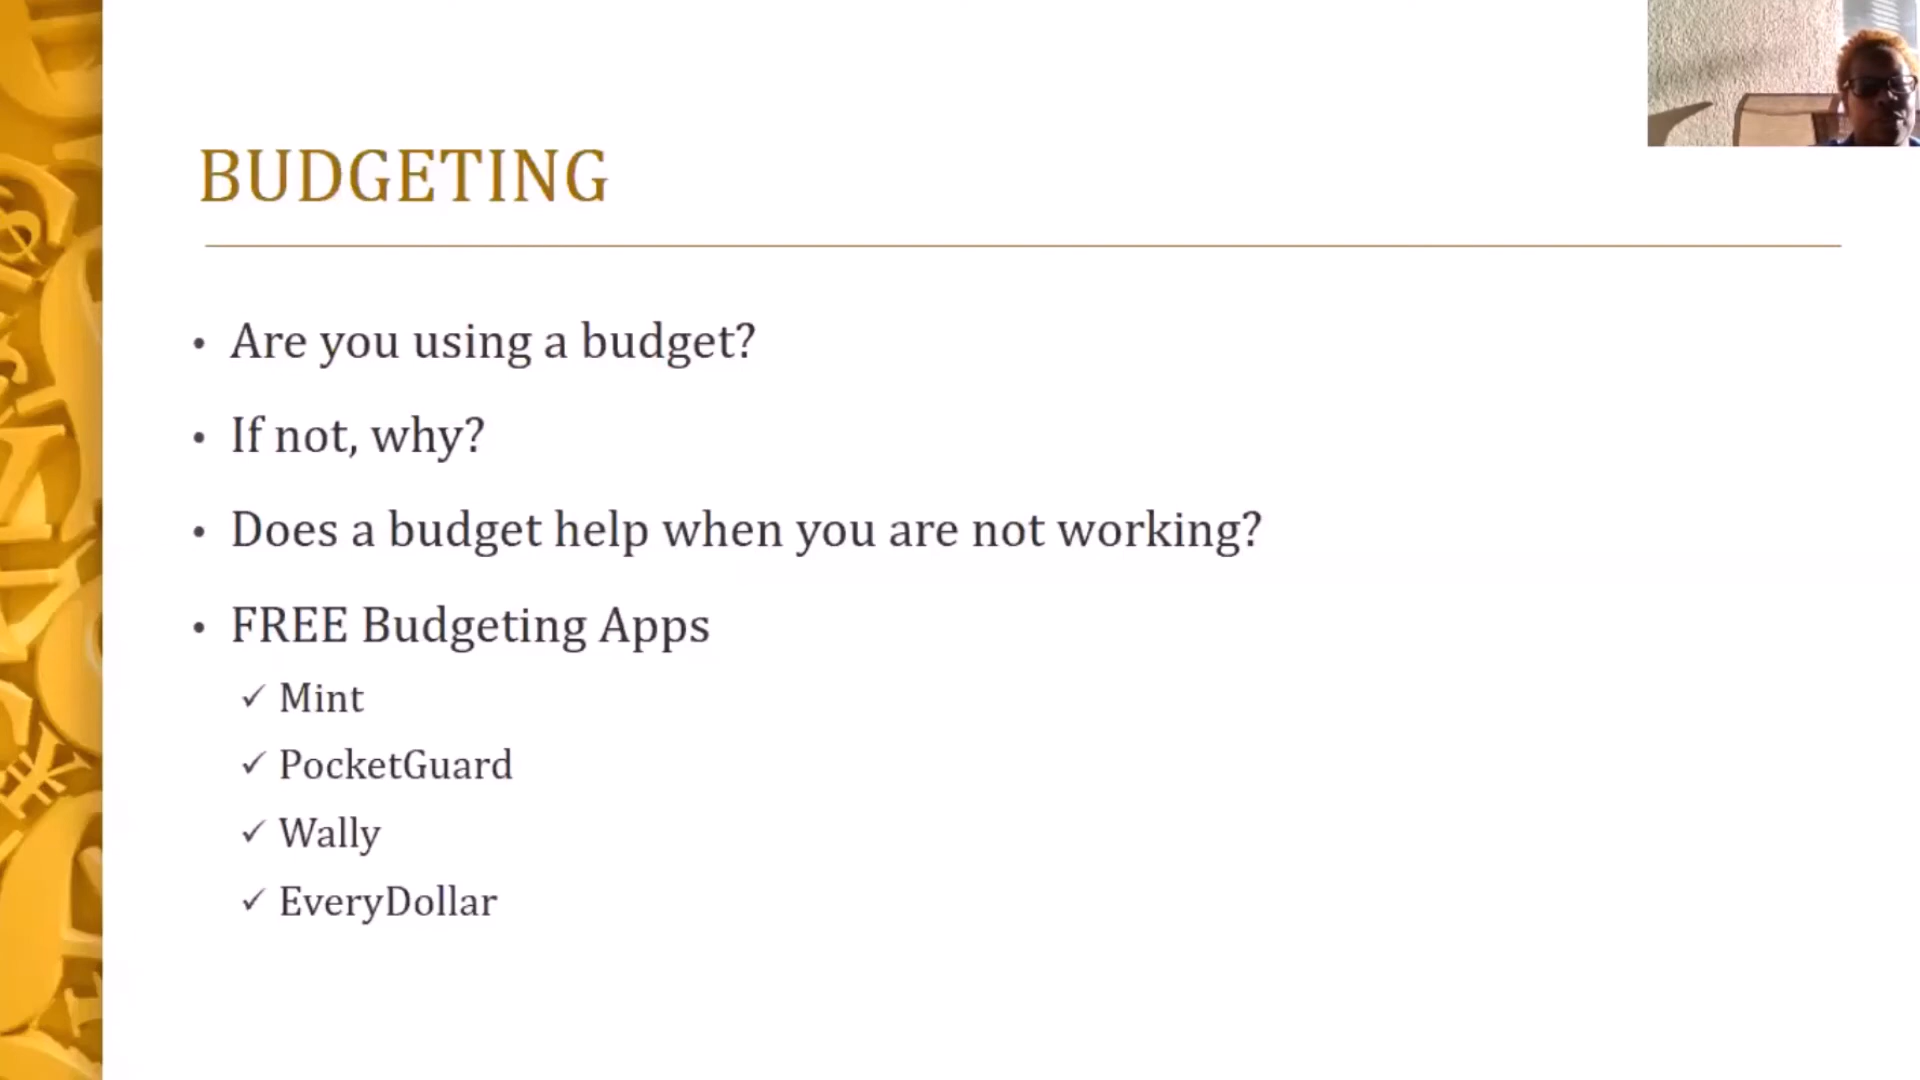 BUDGETING
• Are you using a budget?
• If not, why?
• Does a budget help when you are not working?
• FREE Budgeting Apps
✓ Mint
✓ PocketGuard
✓ Wally
✓ EveryDollar